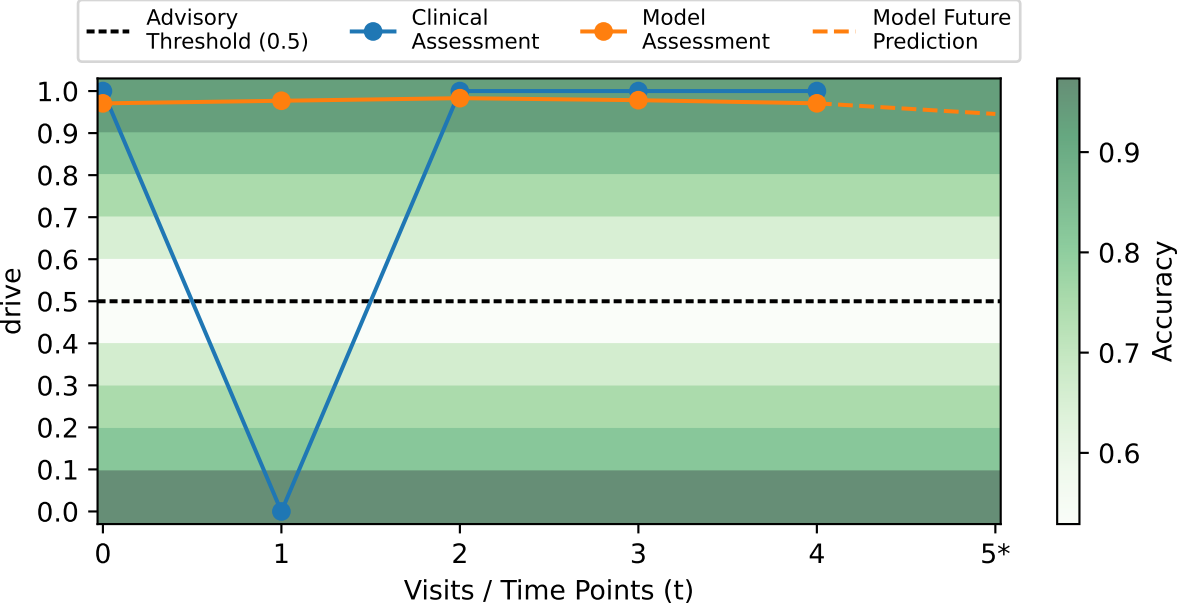 Advisory
Threshold (0.5)
Clinical
Assessment
Model
Assessment
Model Future
Prediction
1.0
0.9
0.8
0.7
0.6
0.5
0.4
0.3
0.2
0.1
0.0
drive
0
1
2
3
4
5*
Visits / Time Points (t)
0.9
0.8
0.7
0.6
Accuracy